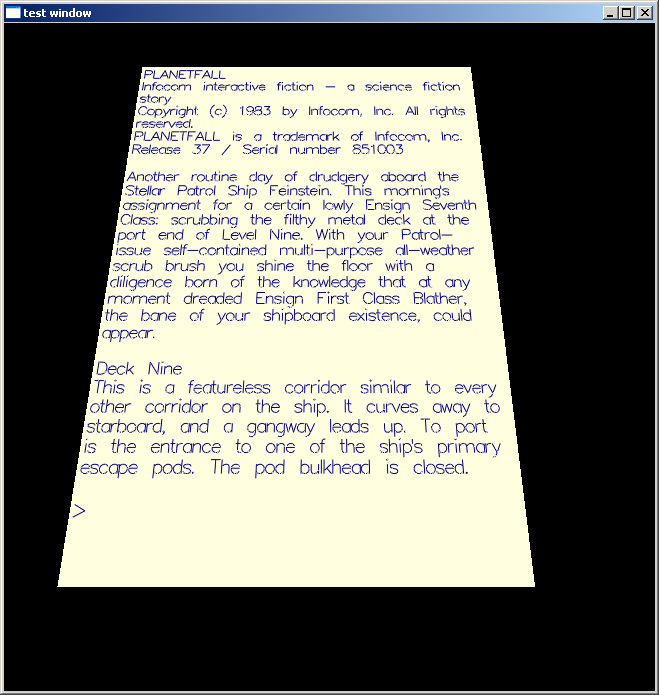 test window
PLANETFALL
Infocom interactive fiction - a science fiction
story
Copyright (c) 1983 by Infocom, Inc. All rights
reserved.
PLANETFALL is a trademark of Infocom, Inc.
Release 37 / Serial number 851003
Another routine day of drudgery aboard the
Stellar Patrol Ship Feinstein. This morning's
assignment for a certain lowly Ensign Seventh
Class: scrubbing the filthy metal deck at the
port end of Level Nine. With your Patrol-
issue self-contained multi-purpose all-weather
scrub brush you shine the floor with a
diligence born of the knowledge that at any
moment dreaded Ensign First Class Blather,
the bane of your shipboard existence, could
appear.
Deck Nine
This is a featureless corridor similar to every
other corridor on the ship. It curves away to
starboard, and a gangway leads up. To port
is the entrance to one of the ship's primary
escape pods. The pod bulkhead is closed.
>